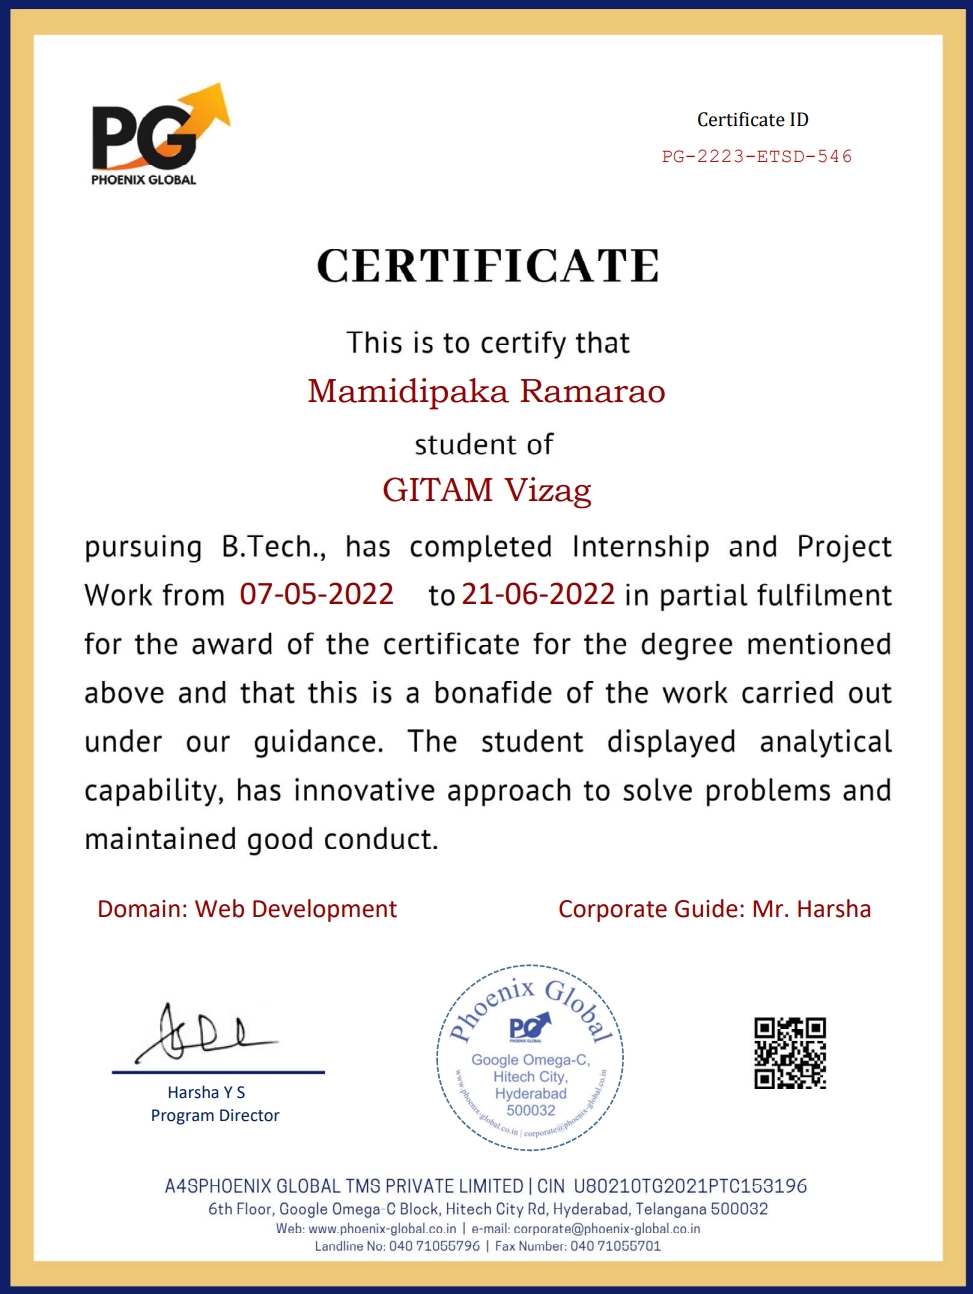 PG
PHOENIX GLOBAL
Certificate ID
PG-2223-ETSD-546
CERTIFICATE
This is to certify that
Mamidipaka Ramarao
student of
GITAM Vizag
pursuing B.Tech., has completed Internship and Project
Work from 07-05-2022 to 21-06-2022 in partial fulfilment
for the award of the certificate for the degree mentioned
above and that this is a bonafide of the work carried out
under our guidance. The student displayed analytical
capability, has innovative approach to solve problems and
maintained good conduct.
Domain: Web Development
Corporate Guide: Mr. Harsha
Harsha Y S
Program Director
Phoenix Global
PG
PHOENIX GLOBAL
Google Omega-C,
Hitech City,
Hyderabad
500032
www.phoenix-global.co.in | corporate@phoenix-global.co.in
A4SPHOENIX GLOBAL TMS PRIVATE LIMITED | CIN U80210TG2021PTC153196
6th Floor, Google Omega-C Block, Hitech City Rd, Hyderabad, Telangana 500032
Web: www.phoenix-global.co.in | e-mail: corporate@phoenix-global.co.in
Landline No: 040 71055796 | Fax Number: 040 71055701